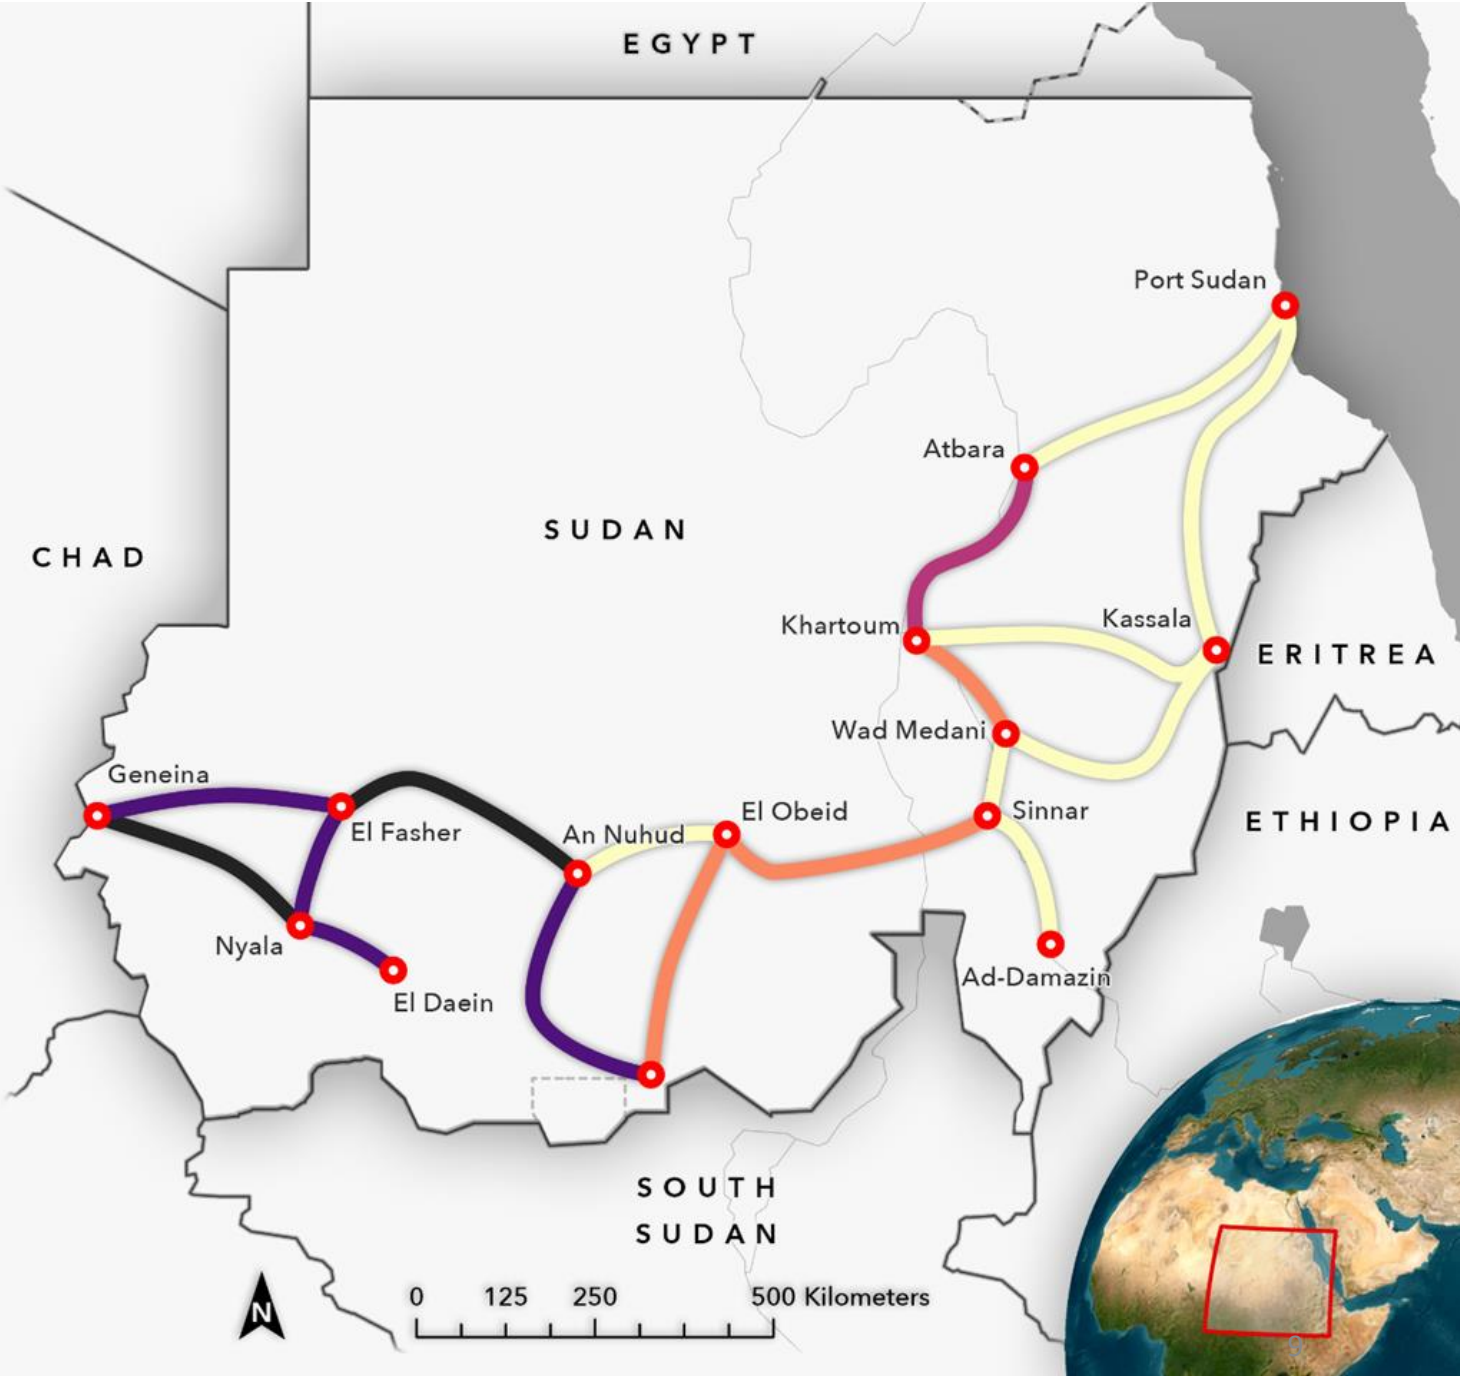 EGYPT
Port Sudan
Atbara
SUDAN
CHAD
Khartoum
Kassala
ERITREA
Wad Medani
Geneina
El Fasher
An Nuhud
El Obeid
Sinnar
ETHIOPIA
Nyala
El Daein
Ad-Damazin
SOUTH
SUDAN
0 125 250 500 Kilometers
N